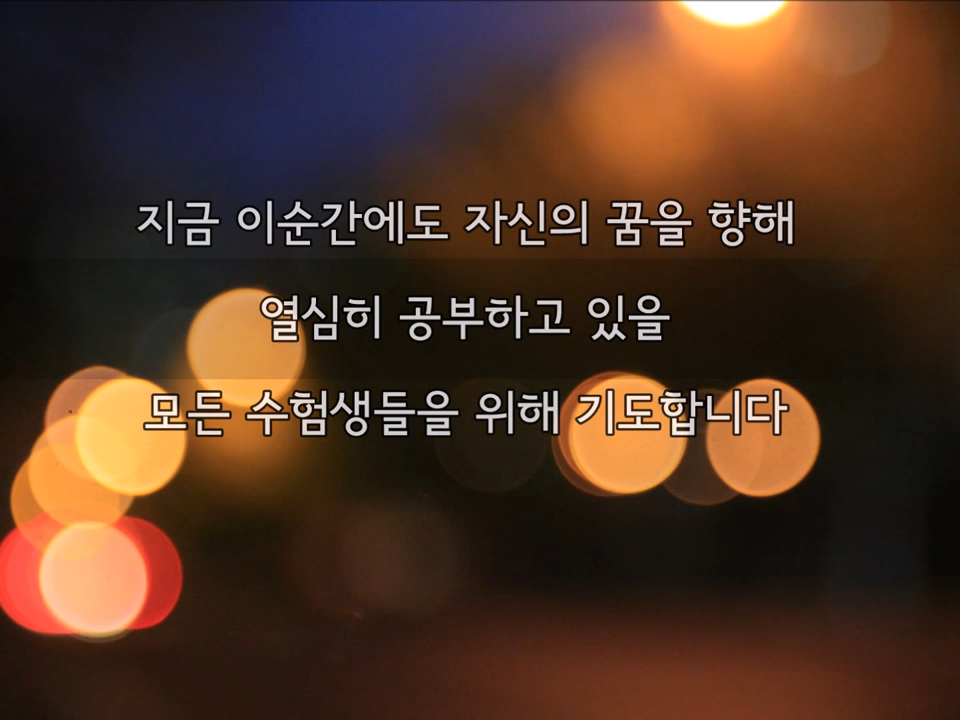 지금 이순간에도 자신의 꿈을 향해
열심히 공부하고 있을
모든 수험생들을 위해 기도합니다